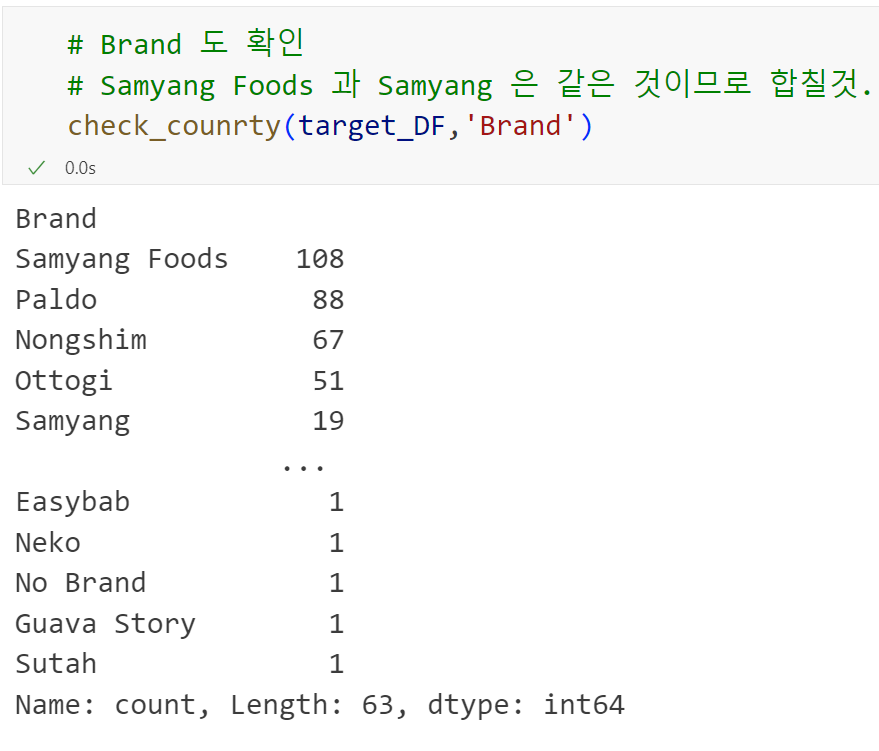 # Brand 도 확인
# Samyang Foods 과 Samyang 은 같은 것이므로 합칠것.
check_counrty(target_DF,'Brand')
0.0s
Brand
Samyang Foods 108
Paldo 88
Nongshim 67
Ottogi 51
Samyang 19
...
Easybab 1
Neko 1
No Brand 1
Guava Story 1
Sutah 1
Name: count, Length: 63, dtype: int64